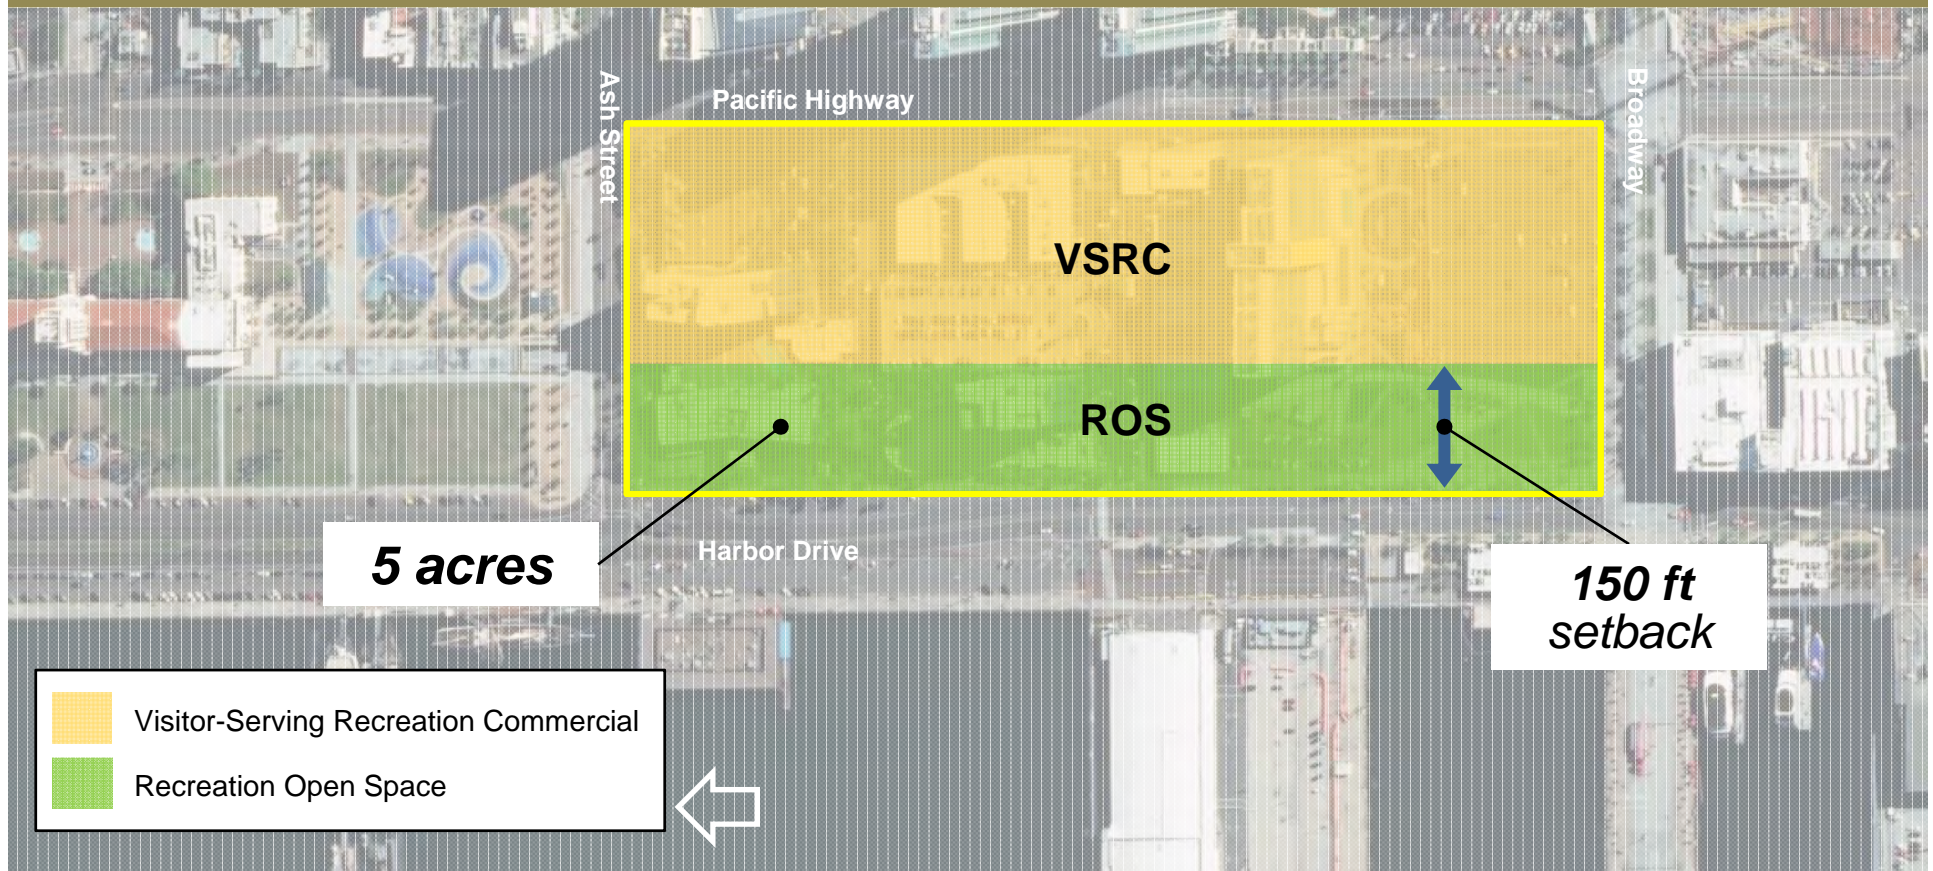 Pacific Highway
Ash Street
Broadway
VSRC
ROS
5 acres
Harbor Drive
150 ft
setback
Visitor-Serving Recreation Commercial
Recreation Open Space